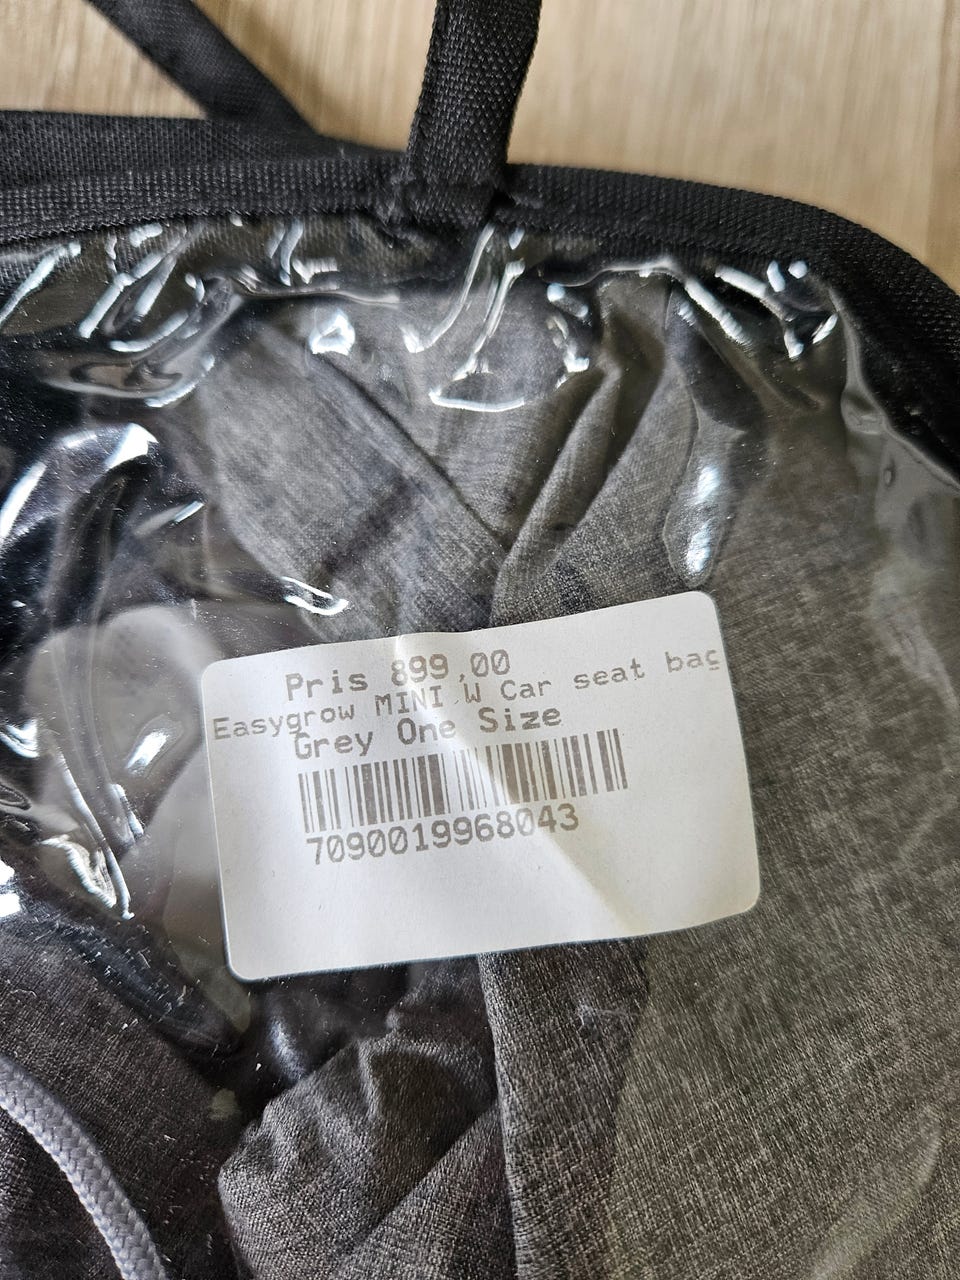 Pris 899,00
Easygrow MINI W Car seat bag
Grey One Size
7090019968043